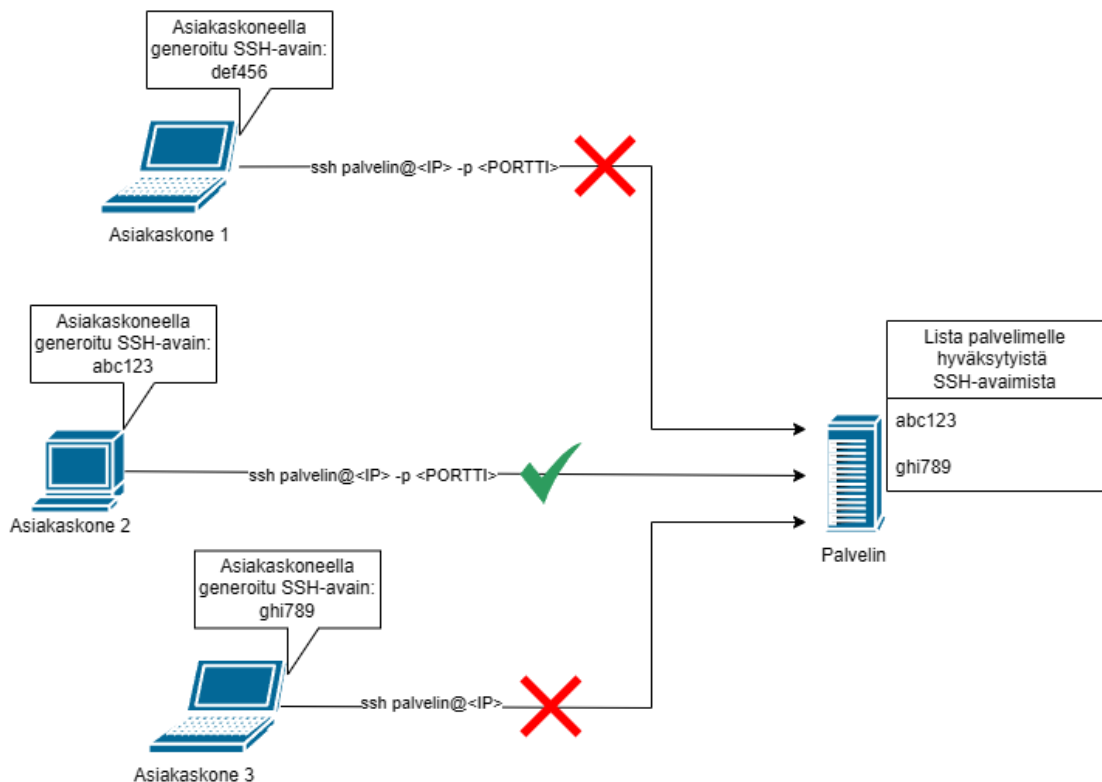 Asiakaskoneella
generoitu SSH-avain:
def456
ssh palvelin@<IP> -p <PORTTI>
Asiakaskone 1
Asiakaskoneella
generoitu SSH-avain:
abc123
ssh palvelin@<IP> -p <PORTTI>
Asiakaskone 2
Asiakaskoneella
generoitu SSH-avain:
ghi789
ssh palvelin@<IP>
Asiakaskone 3
Lista palvelimelle
hyväksytyistä
SSH-avaimista
abc123
ghi789
Palvelin